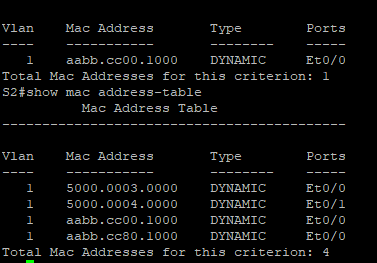 Vlan    Mac Address       Type        Ports
----    -----------       --------    -----
   1    aabb.cc00.1000    DYNAMIC     Et0/0
Total Mac Addresses for this criterion: 1
S2#show mac address-table
          Mac Address Table
-------------------------------------------
Vlan    Mac Address       Type        Ports
----    -----------       --------    -----
   1    5000.0003.0000    DYNAMIC     Et0/0
   1    5000.0004.0000    DYNAMIC     Et0/1
   1    aabb.cc00.1000    DYNAMIC     Et0/0
   1    aabb.cc80.1000    DYNAMIC     Et0/0
Total Mac Addresses for this criterion: 4